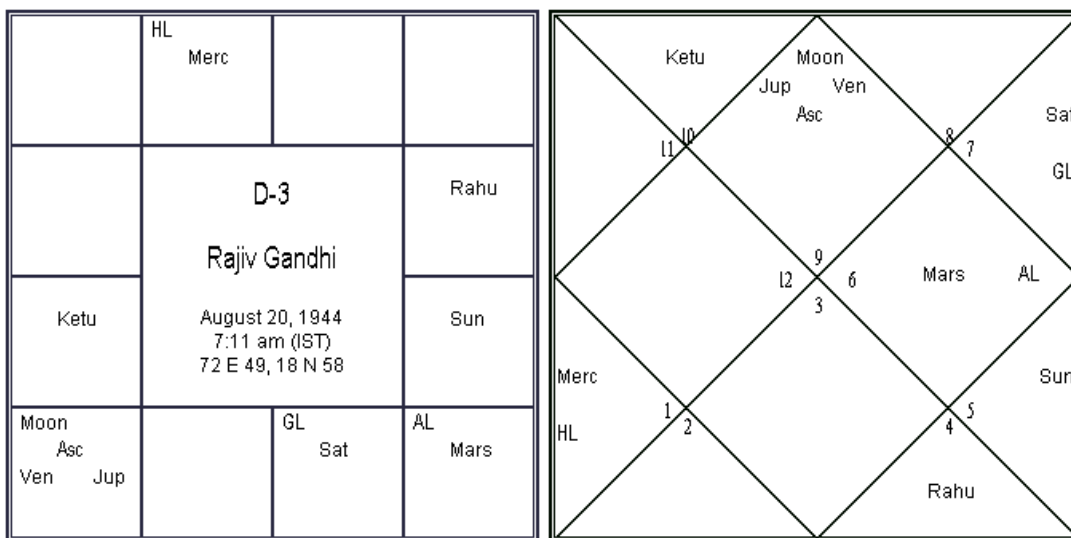 HL
Merc
D-3
Rajiv Gandhi
August 20, 1944
7:11 am (IST)
72 E 49, 18 N 58
Rahu
Ketu
Sun
Moon
Asc
Ven Jup
GL
Sat
AL
Mars
Ketu
Moon
Jup Ven
Asc
Sat
GL
10
11
8
7
9
12 6
3
Mars AL
Merc
HL
Sun
1
2
5
4
Rahu